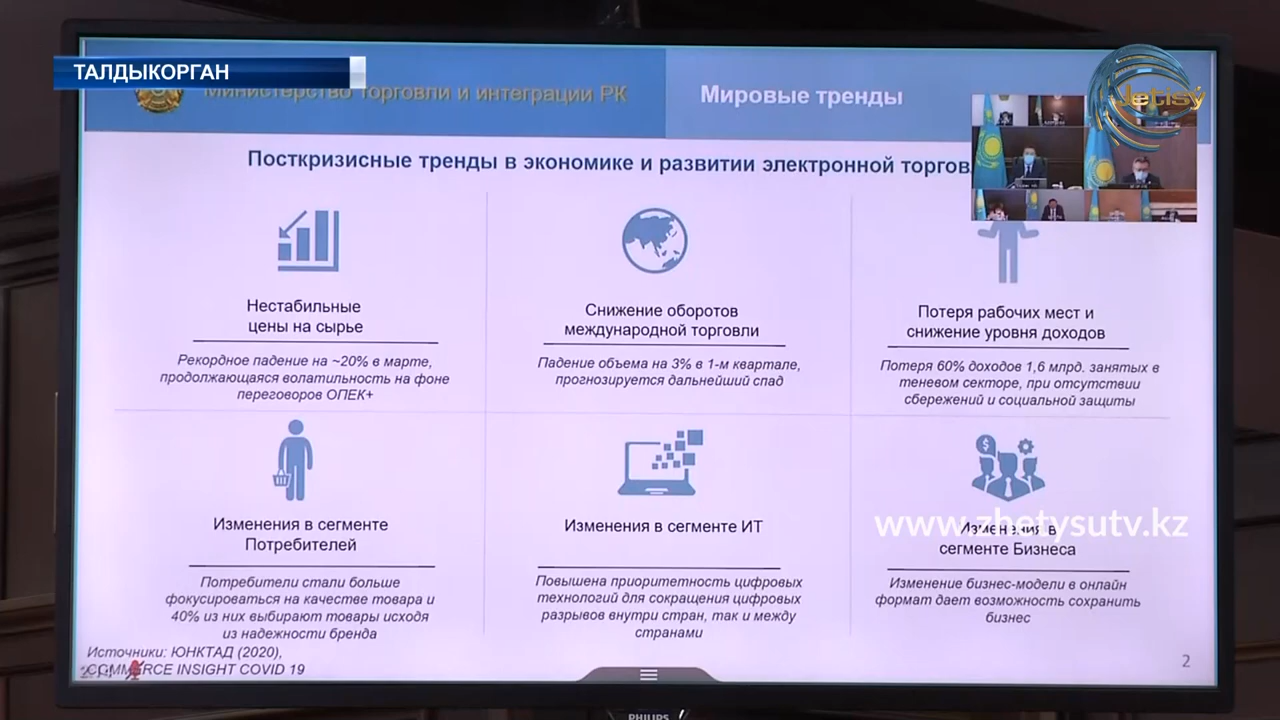 ТАЛДЫКОРГАН
Jetisý
Министерство торговли и интеграции РК
Мировые тренды
Посткризисные тренды в экономике и развитии электронной
Нестабильные
цены на сырье
Рекордное падение на ~20% в марте,
продолжающаяся волатильность на фоне
переговоров ОПЕК+
Снижение оборотов
международной торговли
Падение объема на 3% в 1-м квартале,
прогнозируется дальнейший спад
Потеря рабочих мест и
снижение уровня доходов
Потеря 60% доходов 1,6 млрд. занятых в
теневом секторе, при отсутствии
сбережений и социальной защиты
Изменения в сегменте
Потребителей
Потребители стали больше
фокусироваться на качестве товара и
40% из них выбирают товары исходя
из надежности бренда
Изменения в сегменте ИТ
Повышена приоритетность цифровых
технологий для сокращения цифровых
разрывов внутри стран, так и между
странами
www.zhetysutv.kz
Изменения в
сегменте Бизнеса
Изменение бизнес-модели в онлайн
формат дает возможность сохранить
бизнес
Источники: ЮНКТАД (2020),
COMMERCE INSIGHT COVID 19
2
PHILIPS